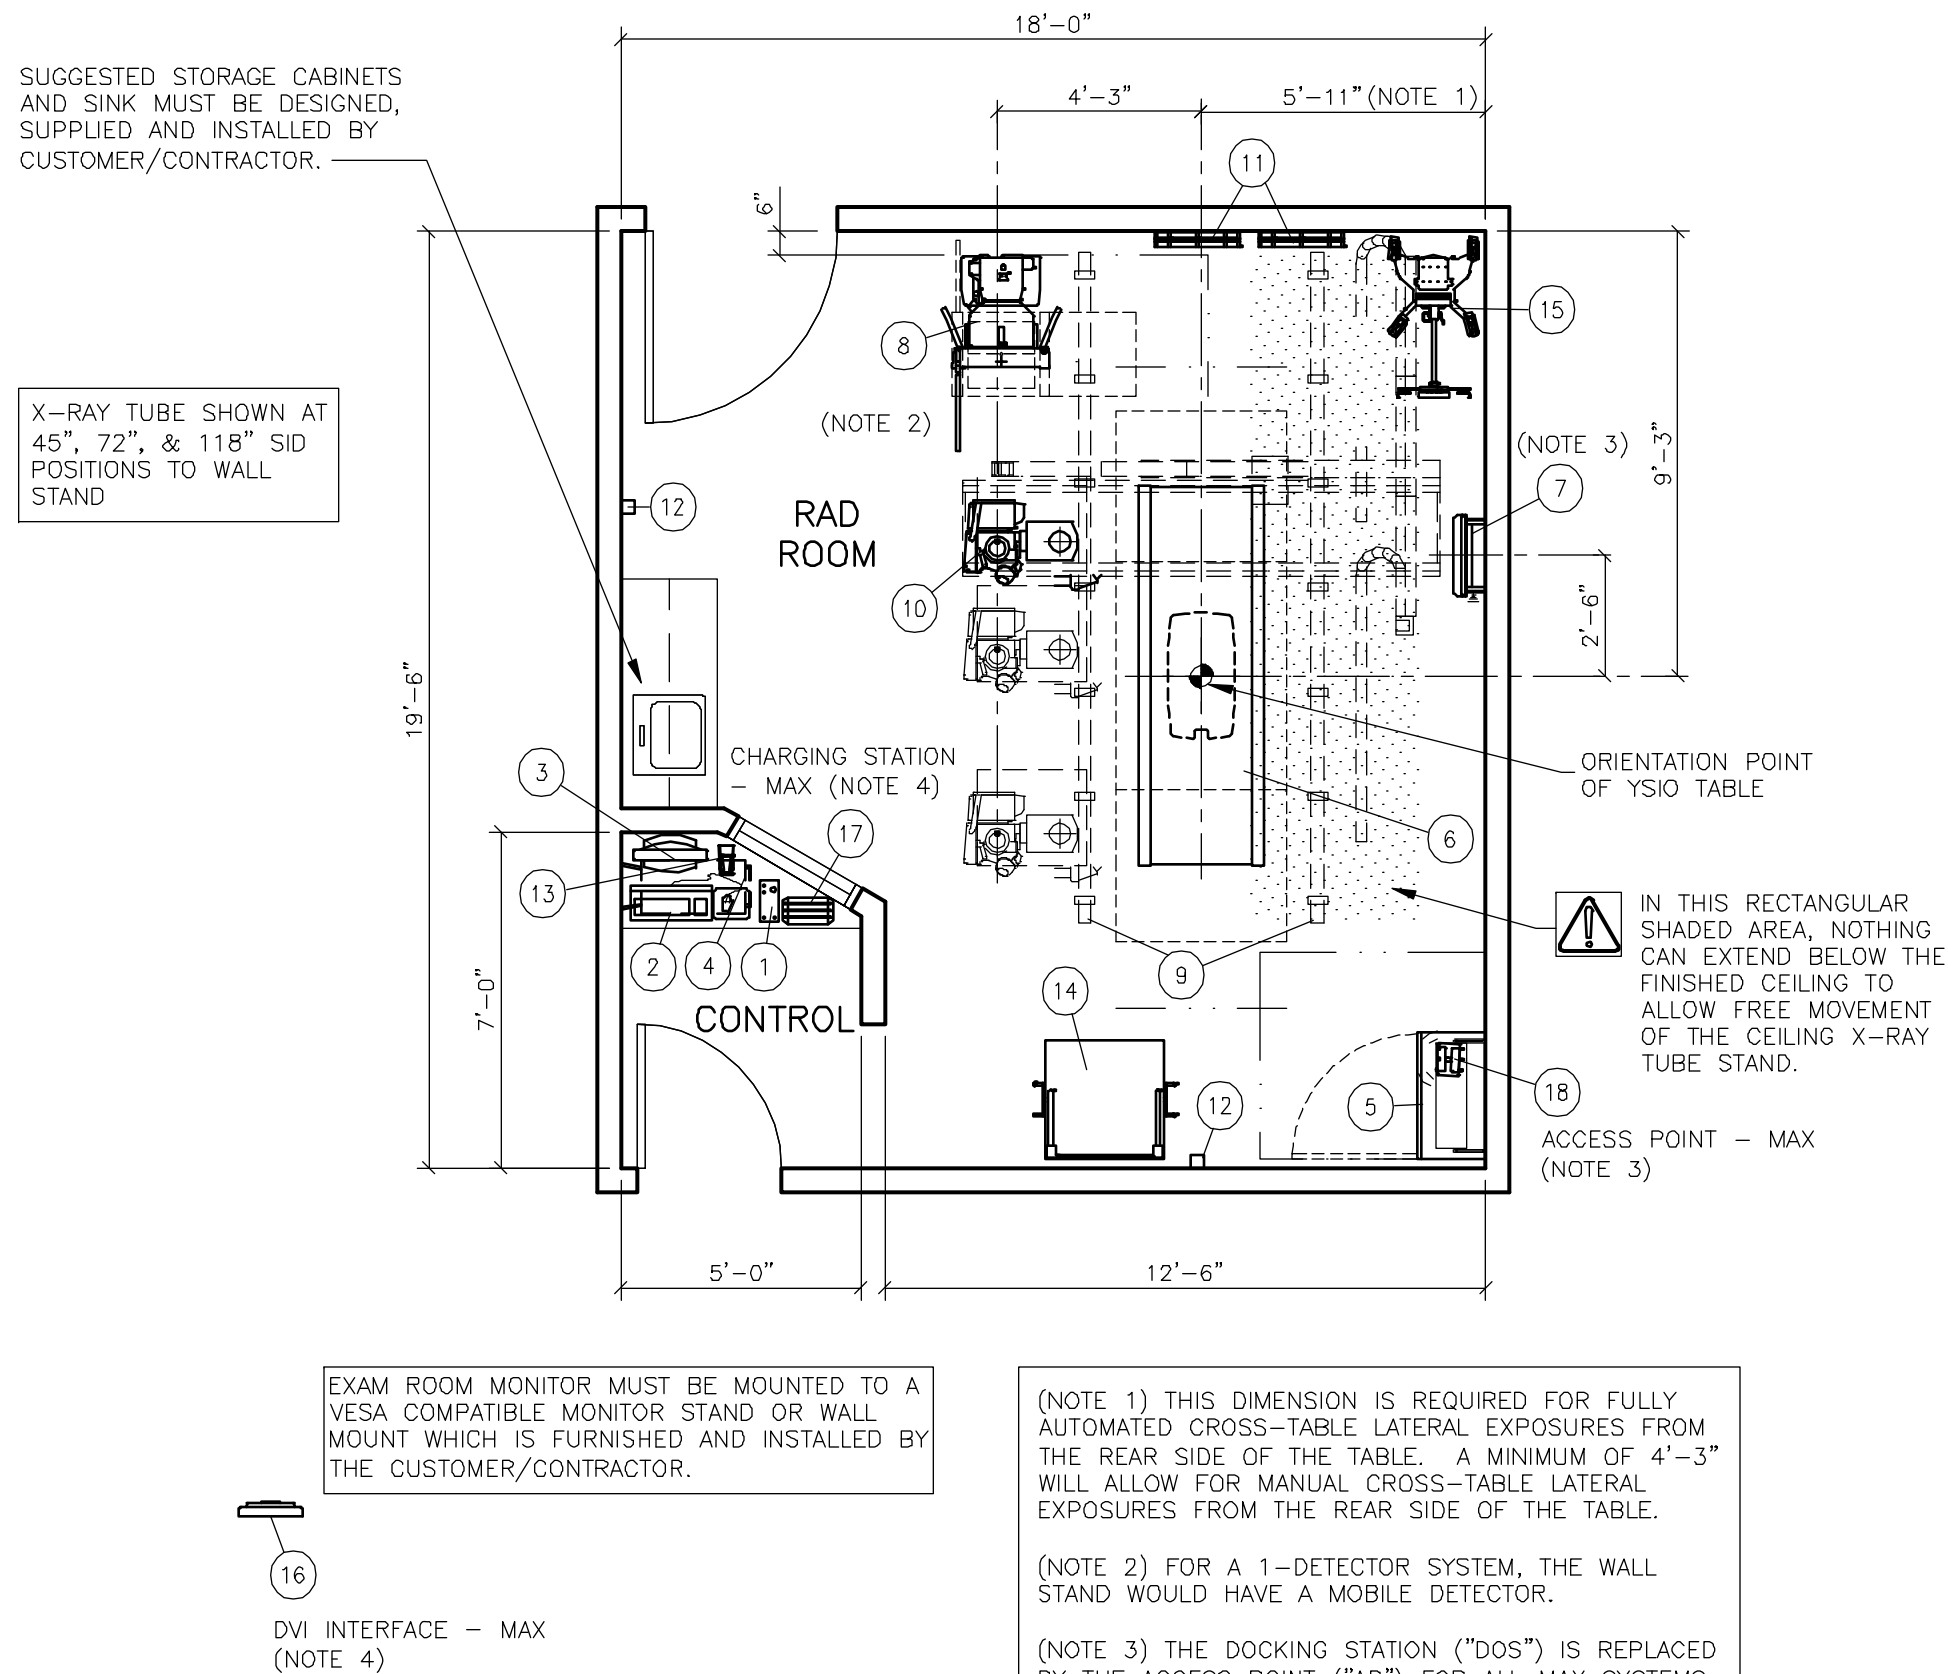 18'-0"
SUGGESTED STORAGE CABINETS
AND SINK MUST BE DESIGNED,
SUPPLIED AND INSTALLED BY
CUSTOMER/CONTRACTOR.
4'-3"
5'-11" (NOTE 1)
11
6"
15
8
X-RAY TUBE SHOWN AT
45", 72", & 118" SID
POSITIONS TO WALL
STAND
(NOTE 2)
(NOTE 3)
9'-3"
7
12
RAD
ROOM
10
2'-6"
19'-6"
CHARGING STATION
- MAX (NOTE 4)
3
ORIENTATION POINT
OF YSIO TABLE
17
6
13
IN THIS RECTANGULAR
SHADED AREA, NOTHING
CAN EXTEND BELOW THE
FINISHED CEILING TO
ALLOW FREE MOVEMENT
OF THE CEILING X-RAY
TUBE STAND.
2
4
1
9
7'-0"
14
CONTROL
12
5
18
ACCESS POINT - MAX
(NOTE 3)
5'-0"
12'-6"
EXAM ROOM MONITOR MUST BE MOUNTED TO A
VESA COMPATIBLE MONITOR STAND OR WALL
MOUNT WHICH IS FURNISHED AND INSTALLED BY
THE CUSTOMER/CONTRACTOR.
16
DVI INTERFACE - MAX
(NOTE 4)
(NOTE 1) THIS DIMENSION IS REQUIRED FOR FULLY
AUTOMATED CROSS-TABLE LATERAL EXPOSURES FROM
THE REAR SIDE OF THE TABLE. A MINIMUM OF 4'-3"
WILL ALLOW FOR MANUAL CROSS-TABLE LATERAL
EXPOSURES FROM THE REAR SIDE OF THE TABLE.
(NOTE 2) FOR A 1-DETECTOR SYSTEM, THE WALL
STAND WOULD HAVE A MOBILE DETECTOR.
(NOTE 3) THE DOCKING STATION ("DOS") IS REPLACED
BY THE ACCESS POINT ("AP") FOR ALL MAX SYSTEMS